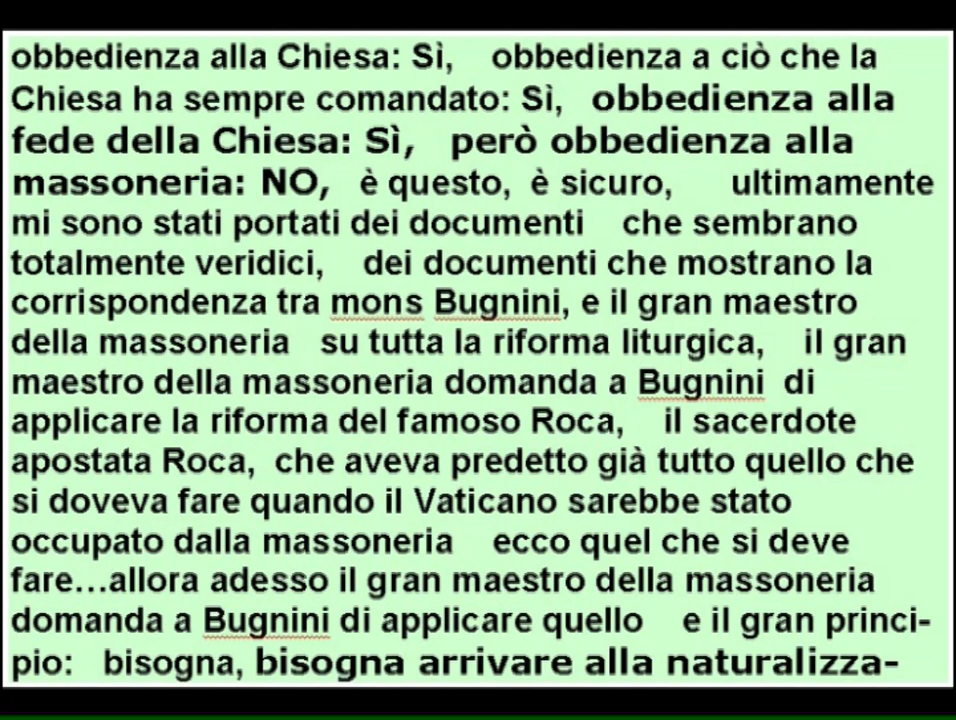 obbedienza alla Chiesa: Sì, obbedienza a ciò che la
Chiesa ha sempre comandato: Sì, obbedienza alla
fede della Chiesa: Sì, però obbedienza alla
massoneria: NO, è questo, è sicuro, ultimamente
mi sono stati portati dei documenti che sembrano
totalmente veridici, dei documenti che mostrano la
corrispondenza tra mons Bugnini, e il gran maestro
della massoneria su tutta la riforma liturgica, il gran
maestro della massoneria domanda a Bugnini di
applicare la riforma del famoso Roca, il sacerdote
apostata Roca, che aveva predetto già tutto quello che
si doveva fare quando il Vaticano sarebbe stato
occupato dalla massoneria ecco quel che si deve
fare...allora adesso il gran maestro della massoneria
domanda a Bugnini di applicare quello e il gran princi-
pio: bisogna, bisogna arrivare alla naturalizza-